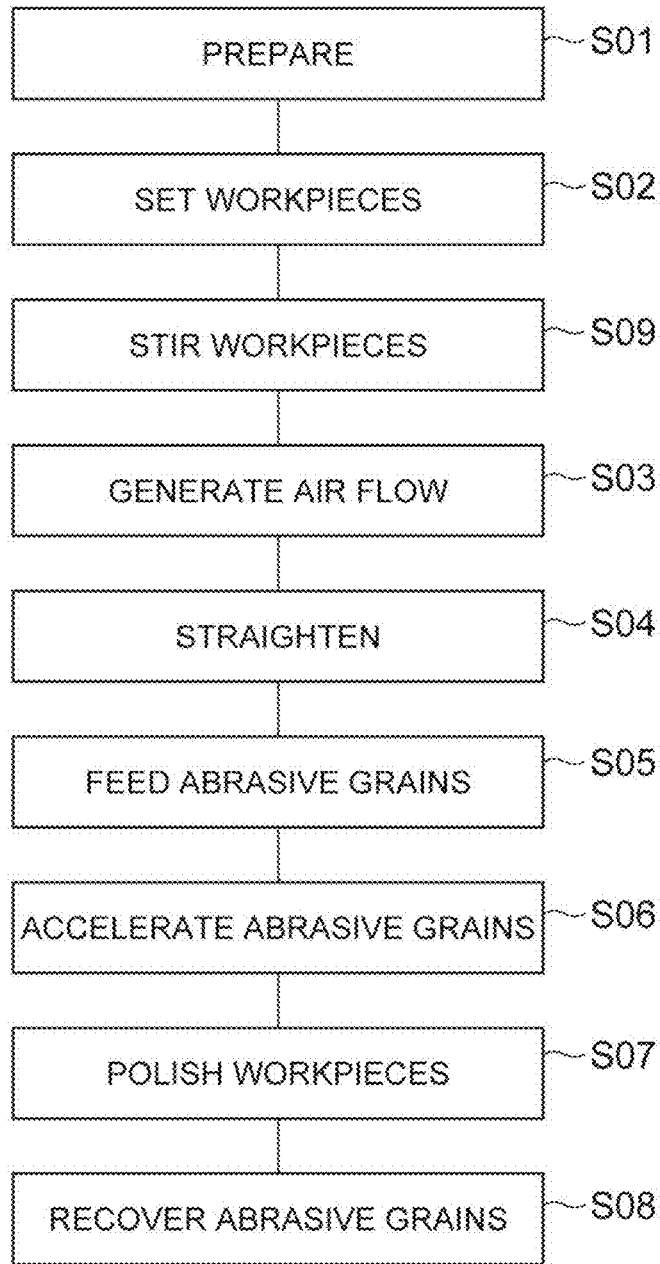 PREPARE S01
SET WORKPIECES S02
STIR WORKPIECES S09
GENERATE AIR FLOW S03
STRAIGHTEN S04
FEED ABRASIVE GRAINS S05
ACCELERATE ABRASIVE GRAINS S06
POLISH WORKPIECES S07
RECOVER ABRASIVE GRAINS S08